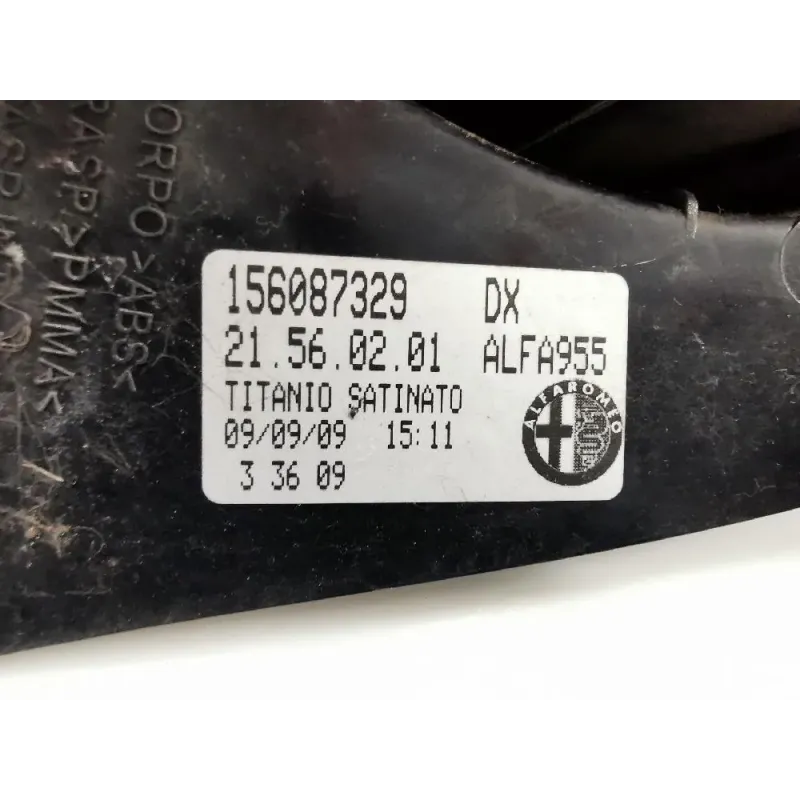 ORPO >ABS<
RASP>PMMA<
156087329 DX
21.56.02.01 ALFA955
TITANIO SATINATO
09/09/09 15:11
3 36 09
ALFA ROMEO